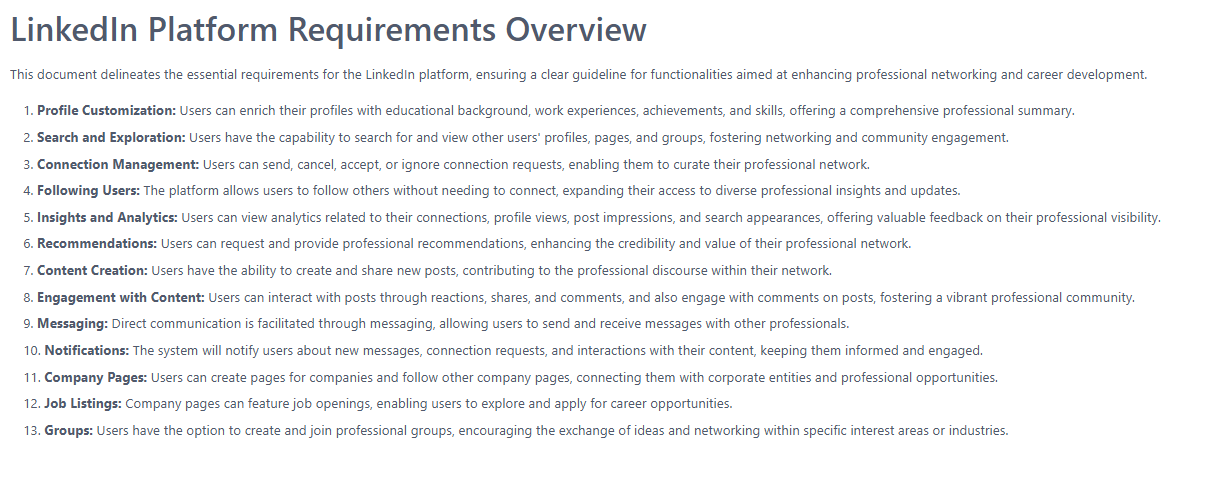 LinkedIn Platform Requirements Overview
This document delineates the essential requirements for the LinkedIn platform, ensuring a clear guideline for functionalities aimed at enhancing professional networking and career development.
1. Profile Customization: Users can enrich their profiles with educational background, work experiences, achievements, and skills, offering a comprehensive professional summary.
2. Search and Exploration: Users have the capability to search for and view other users' profiles, pages, and groups, fostering networking and community engagement.
3. Connection Management: Users can send, cancel, accept, or ignore connection requests, enabling them to curate their professional network.
4. Following Users: The platform allows users to follow others without needing to connect, expanding their access to diverse professional insights and updates.
5. Insights and Analytics: Users can view analytics related to their connections, profile views, post impressions, and search appearances, offering valuable feedback on their professional visibility.
6. Recommendations: Users can request and provide professional recommendations, enhancing the credibility and value of their professional network.
7. Content Creation: Users have the ability to create and share new posts, contributing to the professional discourse within their network.
8. Engagement with Content: Users can interact with posts through reactions, shares, and comments, and also engage with comments on posts, fostering a vibrant professional community.
9. Messaging: Direct communication is facilitated through messaging, allowing users to send and receive messages with other professionals.
10. Notifications: The system will notify users about new messages, connection requests, and interactions with their content, keeping them informed and engaged.
11. Company Pages: Users can create pages for companies and follow other company pages, connecting them with corporate entities and professional opportunities.
12. Job Listings: Company pages can feature job openings, enabling users to explore and apply for career opportunities.
13. Groups: Users have the option to create and join professional groups, encouraging the exchange of ideas and networking within specific interest areas or industries.